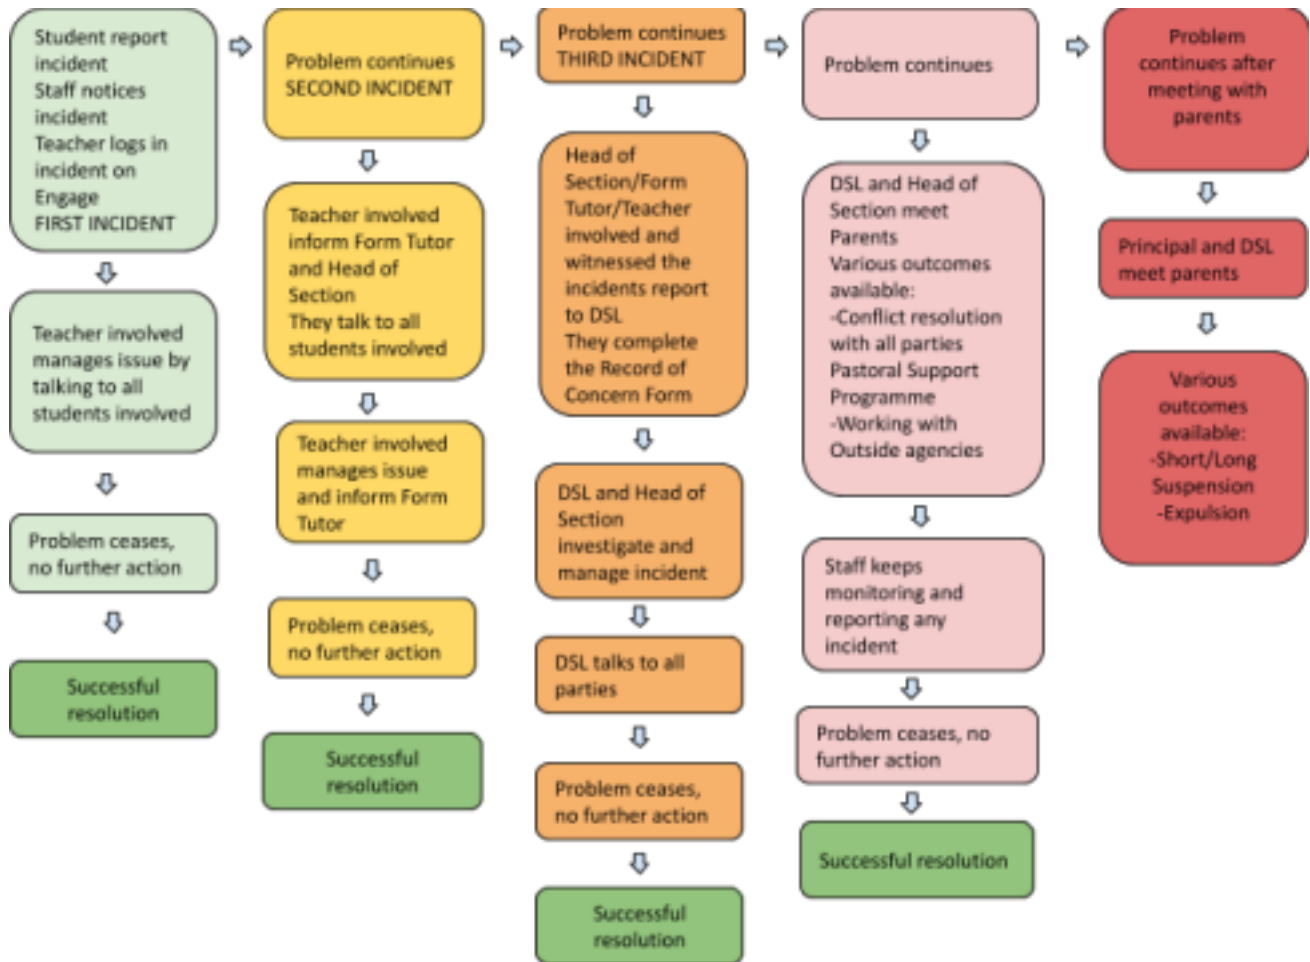 Student report
incident
Staff notices
incident
Teacher logs in
incident on
Engage
FIRST INCIDENT
Teacher involved
manages issue by
talking to all
students involved
Problem ceases,
no further action
Successful
resolution
Problem continues
SECOND INCIDENT
Teacher involved
inform Form Tutor
and Head of
Section
They talk to all
students involved
Teacher involved
manages issue
and inform Form
Tutor
Problem ceases,
no further action
Successful
resolution
Problem continues
THIRD INCIDENT
Head of
Section/Form
Tutor/Teacher
involved and
witnessed the
incidents report
to DSL
They complete
the Record of
Concern Form
DSL and Head of
Section
investigate and
manage incident
DSL talks to all
parties
Problem ceases,
no further action
Successful
resolution
Problem continues
DSL and Head of
Section meet
Parents
Various outcomes
available:
-Conflict resolution
with all parties
Pastoral Support
Programme
-Working with
Outside agencies
Staff keeps
monitoring and
reporting any
incident
Problem ceases, no
further action
Successful resolution
Problem
continues after
meeting with
parents
Principal and DSL
meet parents
Various
outcomes
available:
-Short/Long
Suspension
-Expulsion